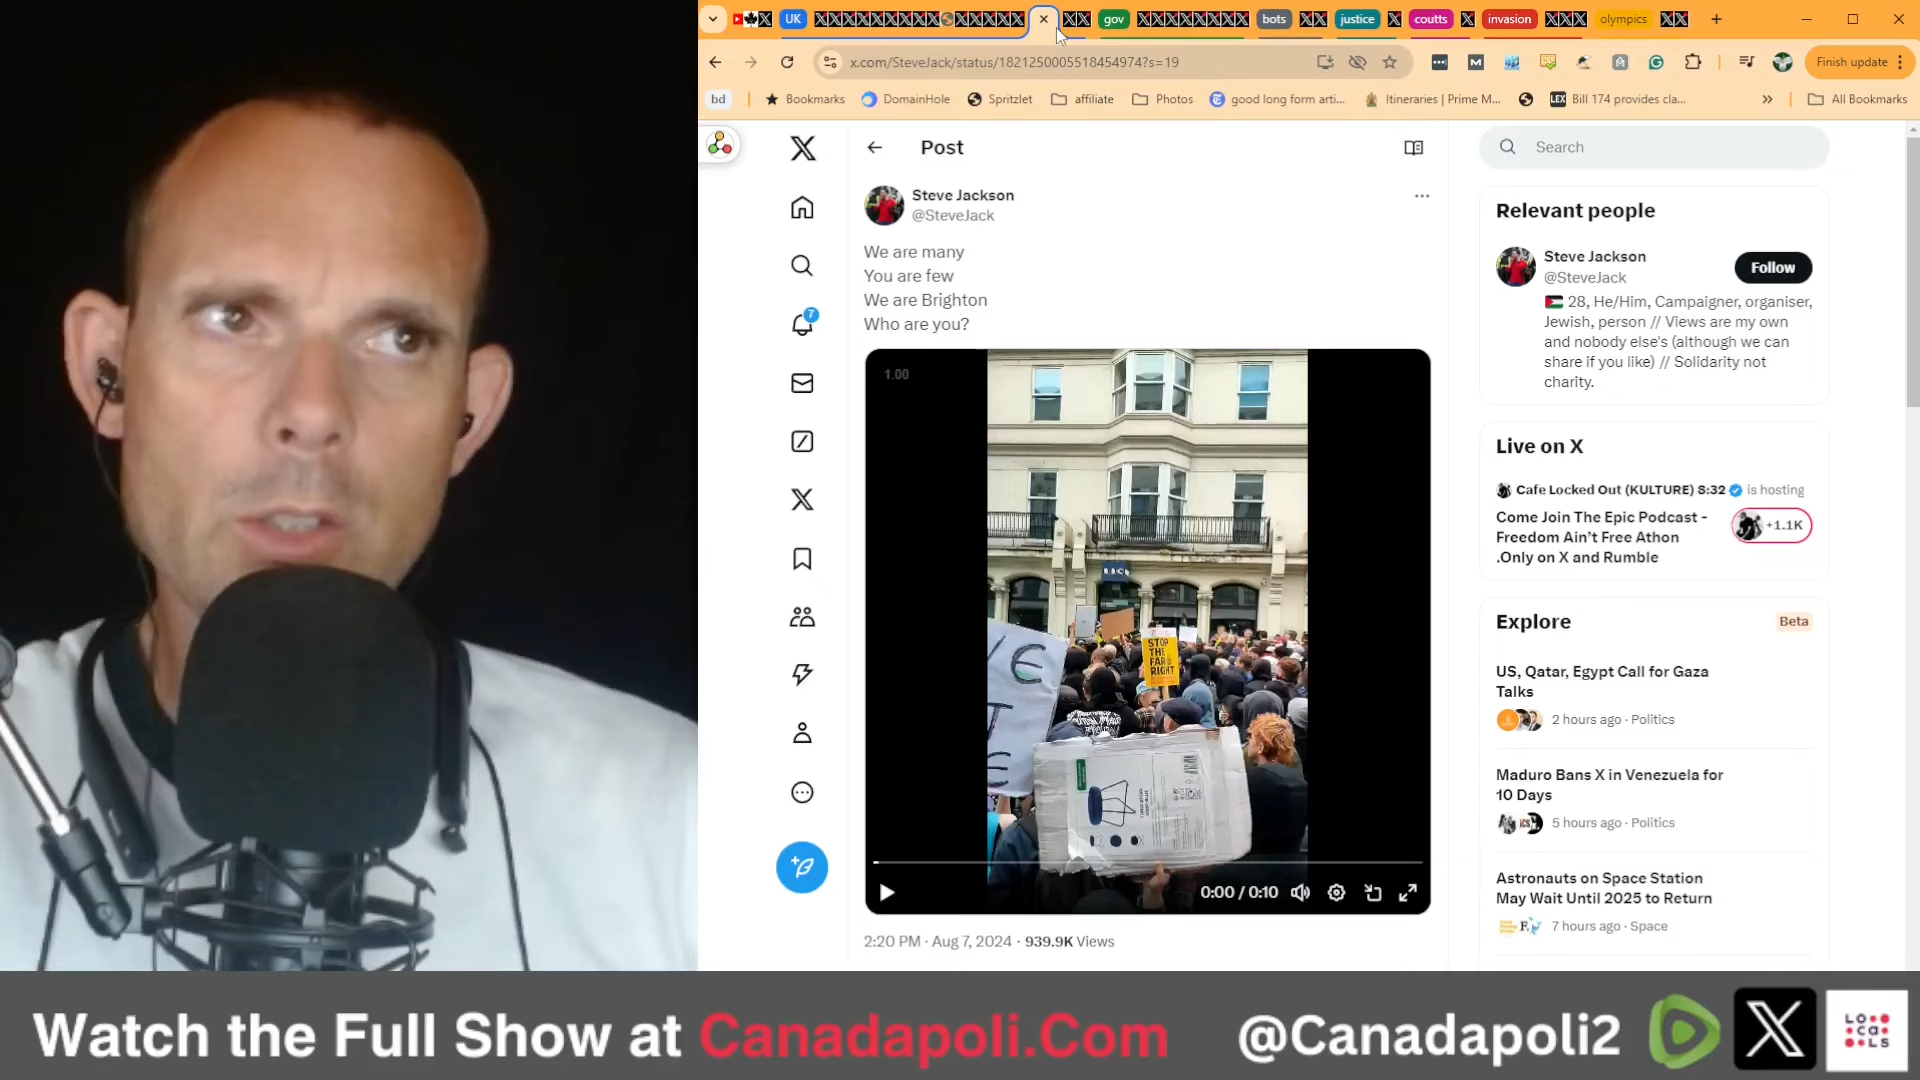 UK
gov
bots
justice
coutts
invasion
olympics
x.com/SteveJack/status/1821250005518454974?s=19
Finish update
bd
Bookmarks
DomainHole
Spritzlet
affiliate
Photos
good long form arti...
Itineraries | Prime M...
LEX
Bill 174 provides cla...
All Bookmarks
Post
Search
Steve Jackson
@SteveJack
We are many
You are few
We are Brighton
Who are you?
1.00
STOP
THE
FAR
RIGHT
0:00 / 0:10
2:20 PM · Aug 7, 2024 · 939.9K Views
7
Relevant people
Steve Jackson
@SteveJack
Follow
28, He/Him, Campaigner, organiser,
Jewish, person // Views are my own
and nobody else's (although we can
share if you like) // Solidarity not
charity.
Live on X
Cafe Locked Out (KULTURE) 8:32 is hosting
Come Join The Epic Podcast -
Freedom Ain't Free Athon
.Only on X and Rumble
+1.1K
Explore
Beta
US, Qatar, Egypt Call for Gaza
Talks
2 hours ago · Politics
Maduro Bans X in Venezuela for
10 Days
5 hours ago · Politics
Astronauts on Space Station
May Wait Until 2025 to Return
7 hours ago · Space
Watch the Full Show at Canadapoli.Com
@Canadapoli2
LO
CA
LS